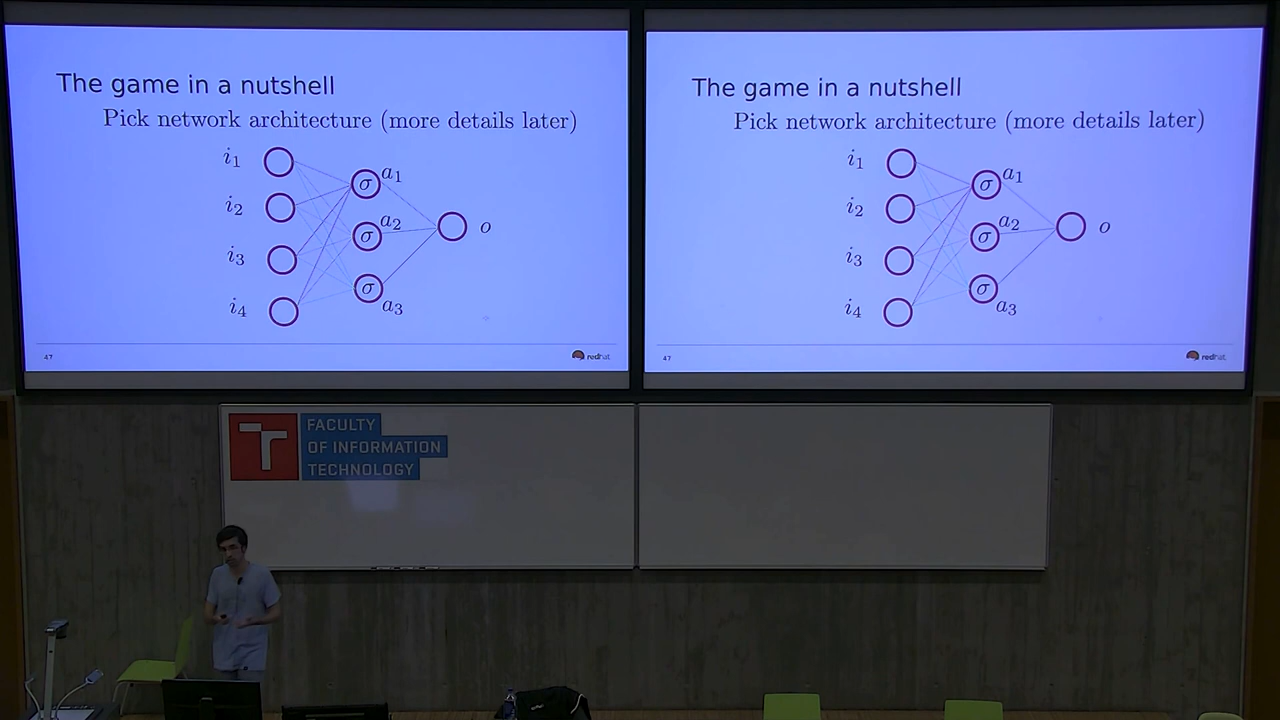 The game in a nutshell
Pick network architecture (more details later)
i1
a1
σ
i2
a2
σ
o
i3
σ
i4
a3
47
redhat
The game in a nutshell
Pick network architecture (more details later)
i1
a1
σ
i2
a2
σ
o
i3
σ
i4
a3
47
redhat
FACULTY
OF INFORMATION
TECHNOLOGY